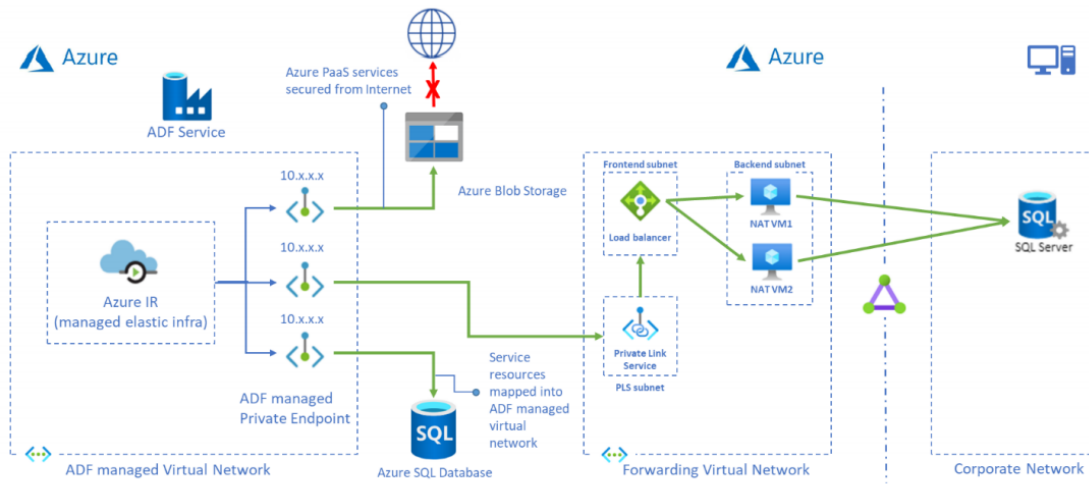 Azure
ADF Service
Azure PaaS services
secured from Internet
Azure Blob Storage
10.x.x.x
10.x.x.x
10.x.x.x
Azure IR
(managed elastic infra)
ADF managed
Private Endpoint
ADF managed Virtual Network
SQL
Azure SQL Database
Service
resources
mapped into
ADF managed
virtual
network
Azure
Frontend subnet
Load balancer
Backend subnet
NAT VM1
NAT VM2
Private Link
Service
PLS subnet
Forwarding Virtual Network
SQL
SQL Server
Corporate Network